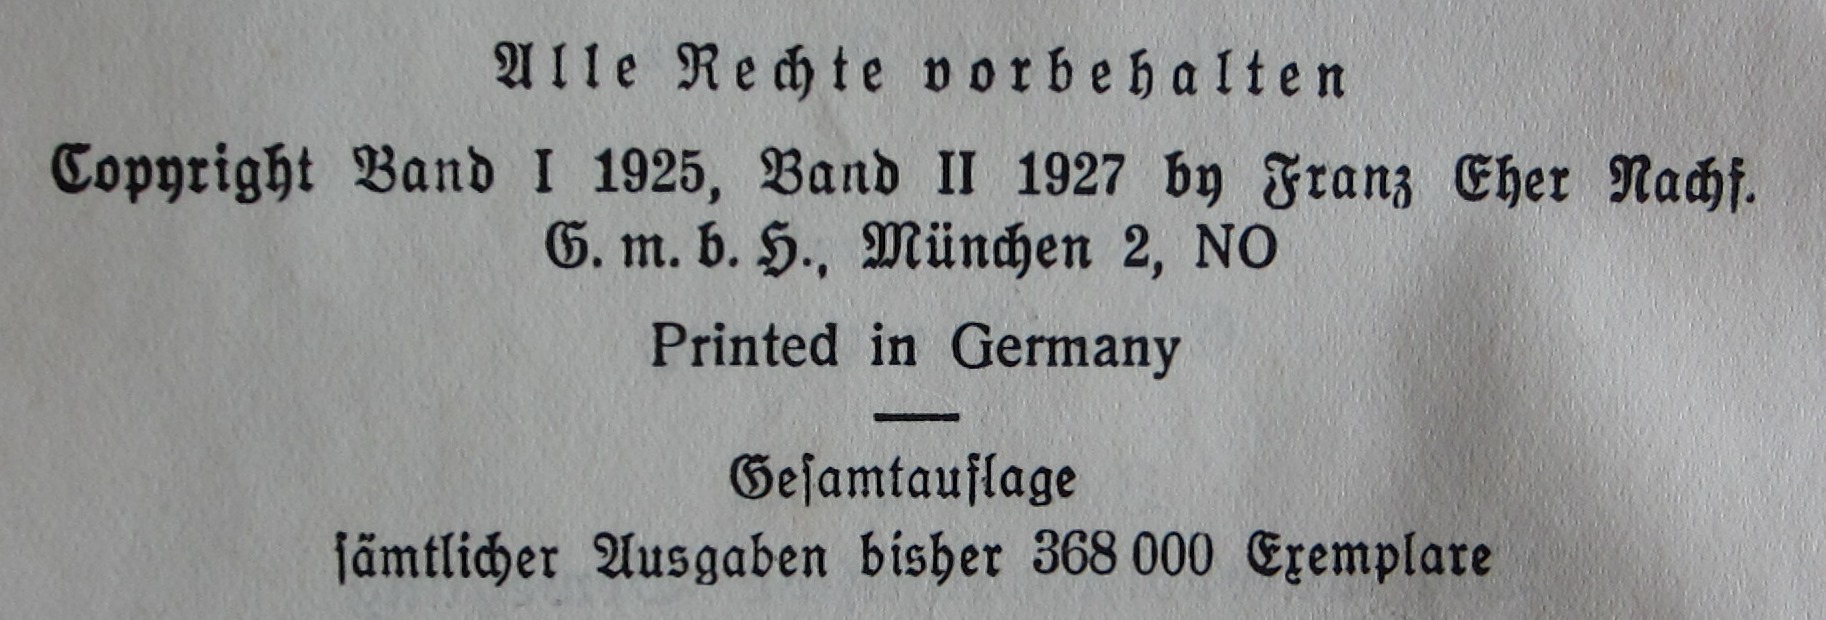 Alle Rechte vorbehalten
Copyright Band I 1925, Band II 1927 by Franz Eher Nachf.
G. m. b. H., München 2, NO
Printed in Germany
Geſamtauflage
ſämtlicher Ausgaben bisher 368 000 Exemplare